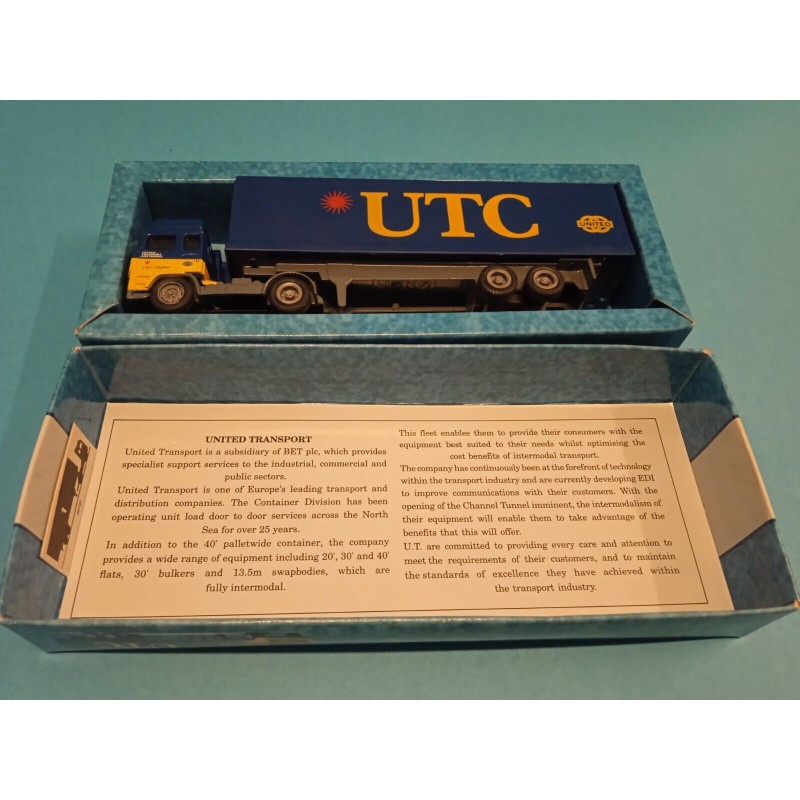 UTC
UNITED
UNITED TRANSPORT
United Transport is a subsidiary of BET plc, which provides
specialist support services to the industrial, commercial and
public sectors.
United Transport is one of Europe's leading transport and
distribution companies. The Container Division has been
operating unit load door to door services across the North
Sea for over 25 years.
In addition to the 40' palletwide container, the company
provides a wide range of equipment including 20', 30' and 40'
flats, 30' bulkers and 13.5m swapbodies, which are
fully intermodal.
This fleet enables them to provide their consumers with the
equipment best suited to their needs whilst optimising the
cost benefits of intermodal transport.
The company has continuously been at the forefront of technology
within the transport industry and are currently developing EDI
to improve communications with their customers. With the
opening of the Channel Tunnel imminent, the intermodalism of
their equipment will enable them to take advantage of the
benefits that this will offer.
U.T. are committed to providing every care and attention to
meet the requirements of their customers, and to maintain
the standards of excellence they have achieved within
the transport industry.